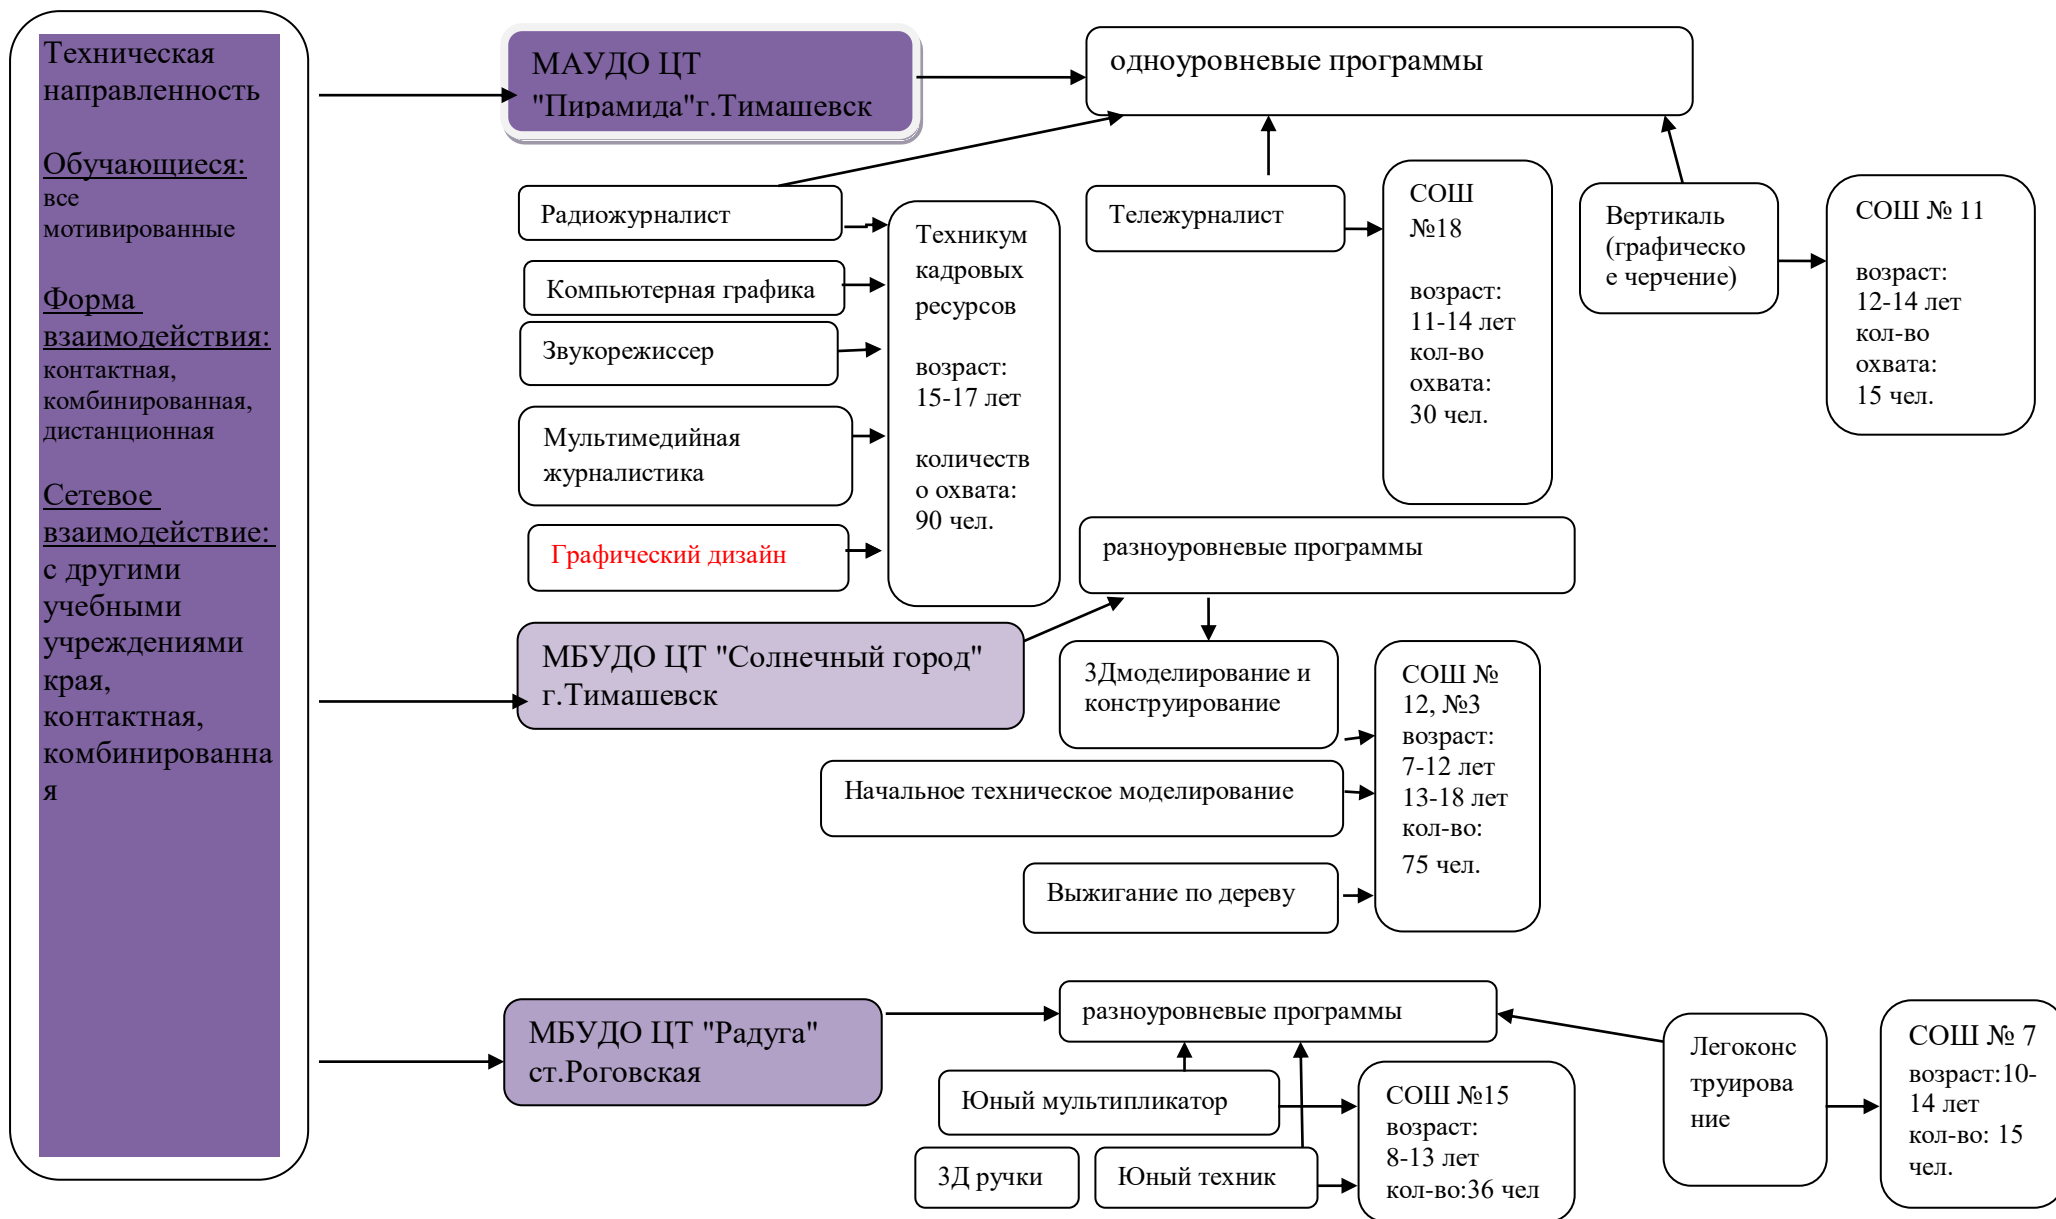 Техническая
направленность
Обучающиеся:
все
мотивированные
Форма
взаимодействия:
контактная,
комбинированная,
дистанционная
Сетевое
взаимодействие:
с другими
учебными
учреждениями
края,
контактная,
комбинированна
я
МАУДО ЦТ
"Пирамида"г.Тимашевск
одноуровневые программы
Радиожурналист
Компьютерная графика
Звукорежиссер
Мультимедийная
журналистика
Графический дизайн
Техникум
кадровых
ресурсов
возраст:
15-17 лет
количеств
о охвата:
90 чел.
Тележурналист
СОШ
№18
возраст:
11-14 лет
кол-во
охвата:
30 чел.
Вертикаль
(графическо
е черчение)
СОШ № 11
возраст:
12-14 лет
кол-во
охвата:
15 чел.
МБУДО ЦТ "Солнечный город"
г.Тимашевск
разноуровневые программы
3Дмоделирование и
конструирование
Начальное техническое моделирование
Выжигание по дереву
СОШ №
12, №3
возраст:
7-12 лет
13-18 лет
кол-во:
75 чел.
МБУДО ЦТ "Радуга"
ст.Роговская
разноуровневые программы
Юный мультипликатор
3Д ручки
Юный техник
СОШ №15
возраст:
8-13 лет
кол-во:36 чел
Легоконс
труирова
ние
СОШ № 7
возраст:10-
14 лет
кол-во: 15
чел.